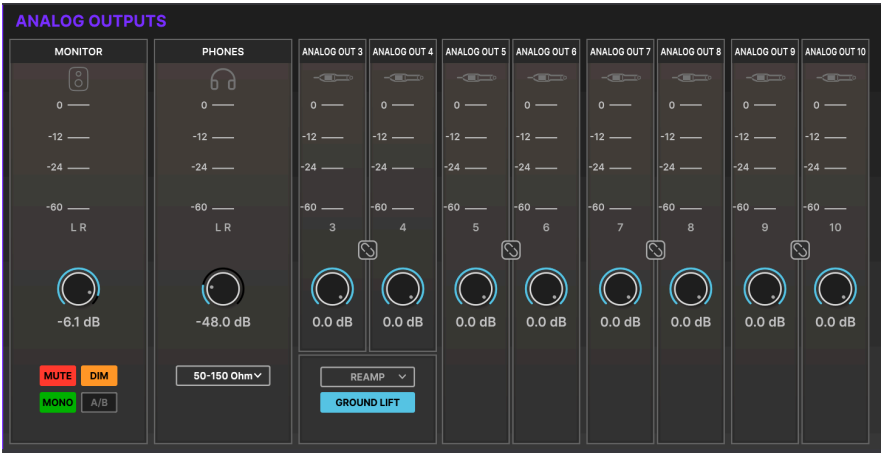 ANALOG OUTPUTS
MONITOR PHONES ANALOG OUT 3 ANALOG OUT 4 ANALOG OUT 5 ANALOG OUT 6 ANALOG OUT 7 ANALOG OUT 8 ANALOG OUT 9 ANALOG OUT 10
0 0 0 0 0 0 0 0 0 0
-12 -12 -12 -12 -12 -12 -12 -12 -12 -12
-24 -24 -24 -24 -24 -24 -24 -24 -24 -24
-60 -60 -60 -60 -60 -60 -60 -60 -60 -60
L R L R 3 4 5 6 7 8 9 10
-6.1 dB -48.0 dB 0.0 dB 0.0 dB 0.0 dB 0.0 dB 0.0 dB 0.0 dB 0.0 dB 0.0 dB
MUTE DIM 50-150 Ohm REAMP
MONO A/B GROUND LIFT